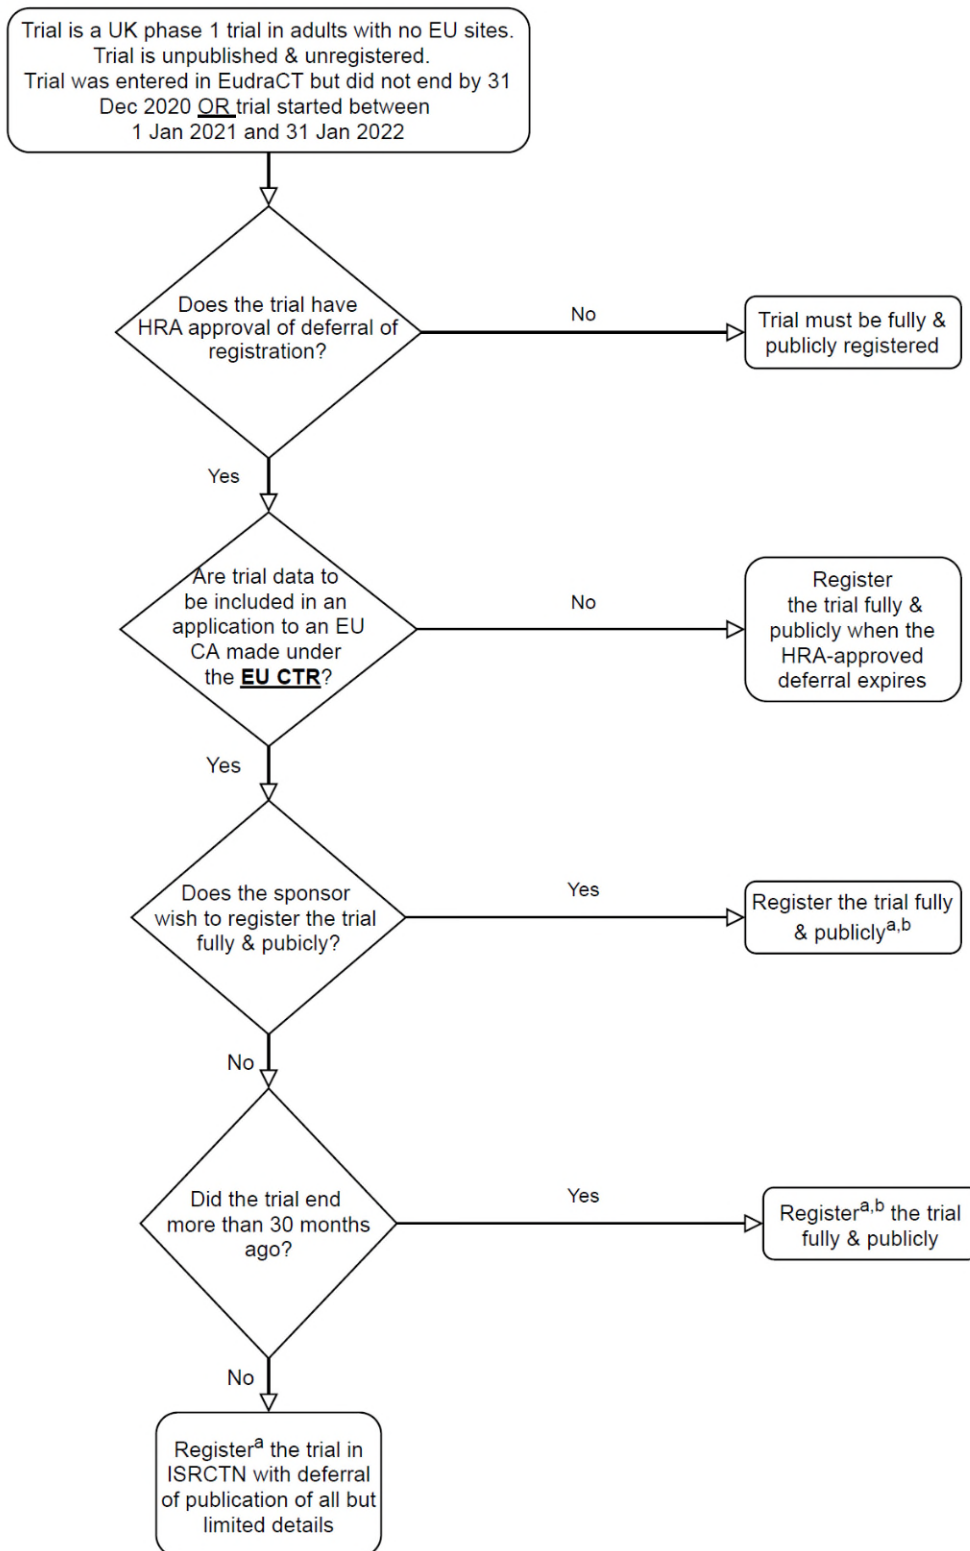 Trial is a UK phase 1 trial in adults with no EU sites.
Trial is unpublished & unregistered.
Trial was entered in EudraCT but did not end by 31
Dec 2020 OR trial started between
1 Jan 2021 and 31 Jan 2022
Does the trial have
HRA approval of deferral of
registration?
No
Trial must be fully &
publicly registered
Yes
Are trial data to
be included in an
application to an EU
CA made under
the EU CTR?
No
Register
the trial fully &
publicly when the
HRA-approved
deferral expires
Yes
Does the sponsor
wish to register the trial
fully & pubicly?
Yes
Register the trial fully
& publicly a,b
No
Did the trial end
more than 30 months
ago?
Yes
Register a,b the trial
fully & publicly
No
Register a the trial in
ISRCTN with deferral
of publication of all but
limited details